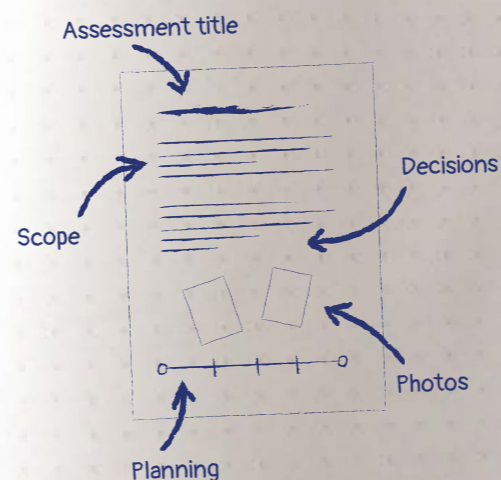 Assessment title
Decisions
Scope
Photos
Planning